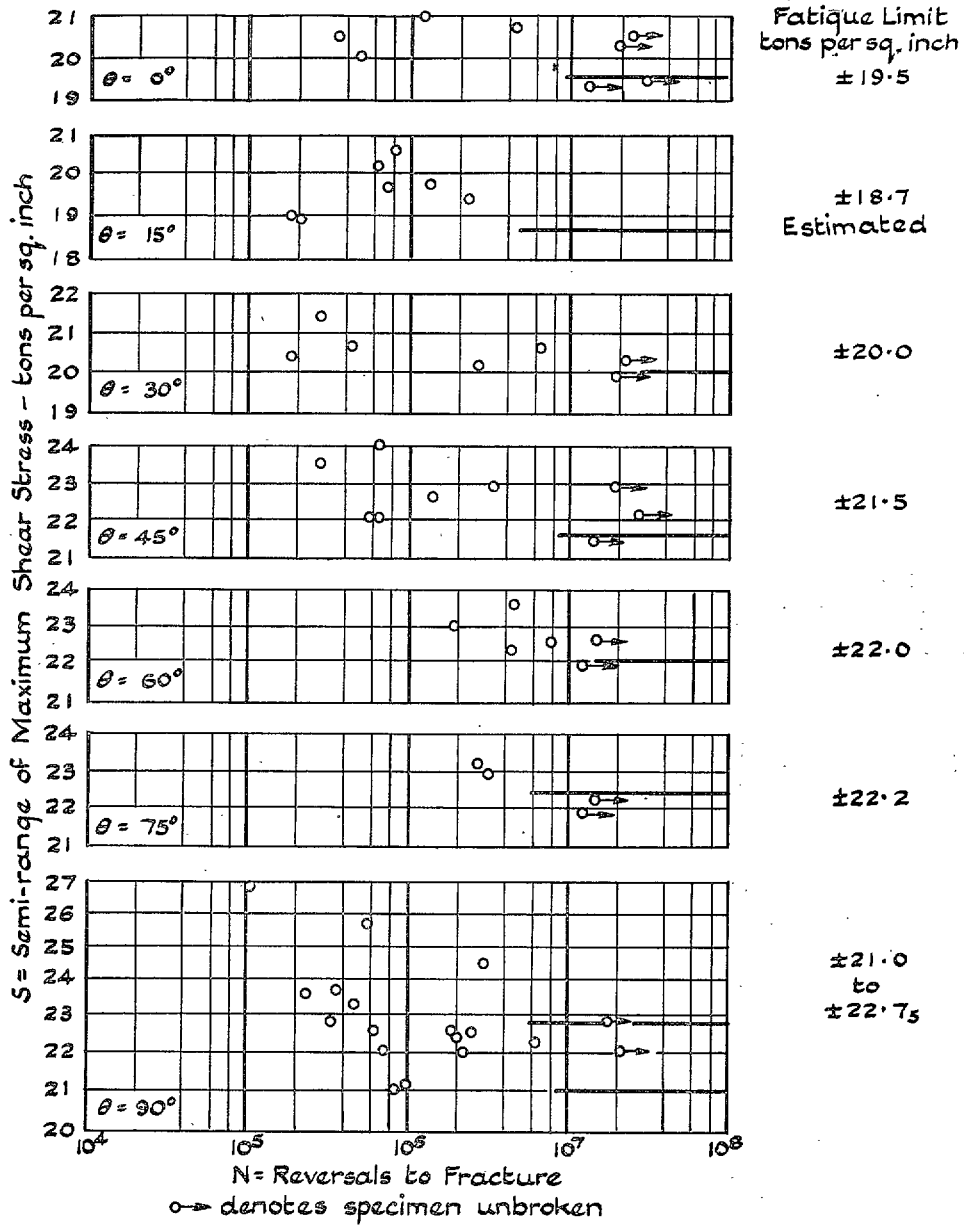 Fatigue Limit
tons per sq. inch
S = Semi-range of Maximum Shear Stress - tons per sq. inch
21
20
19
θ = 0°
±19.5
21
20
19
18
θ = 15°
±18.7
Estimated
22
21
20
19
θ = 30°
±20.0
24
23
22
21
θ = 45°
±21.5
24
23
22
21
θ = 60°
±22.0
24
23
22
21
θ = 75°
±22.2
27
26
25
24
23
22
21
20
θ = 90°
±21.0
to
±22.75
10⁴ 10⁵ 10⁶ 10⁷ 10⁸
N = Reversals to Fracture
denotes specimen unbroken